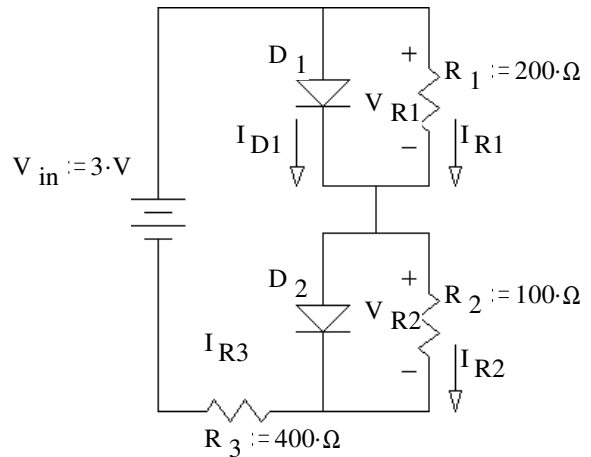 D 1
+
R 1 := 200·Ω
V R1
I D1
−
I R1
V in := 3·V
D 2
+
R 2 := 100·Ω
V R2
I R3
−
I R2
R 3 := 400·Ω